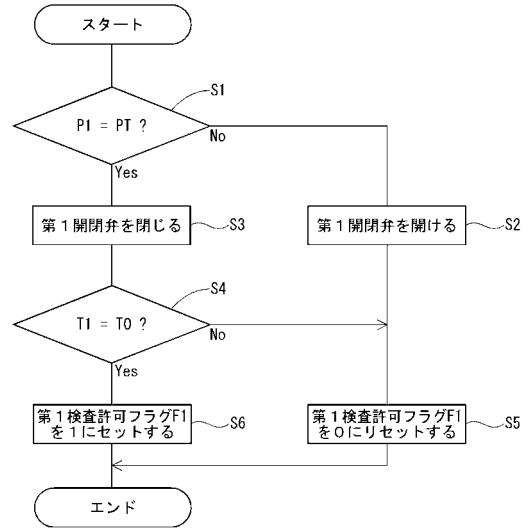 スタート
S1
P1 = PT ?
No
Yes
第1開閉弁を閉じる
S3
第1開閉弁を開ける
S2
S4
T1 = T0 ?
No
Yes
第1検査許可フラグF1
を1にセットする
S6
第1検査許可フラグF1
を0にリセットする
S5
エンド